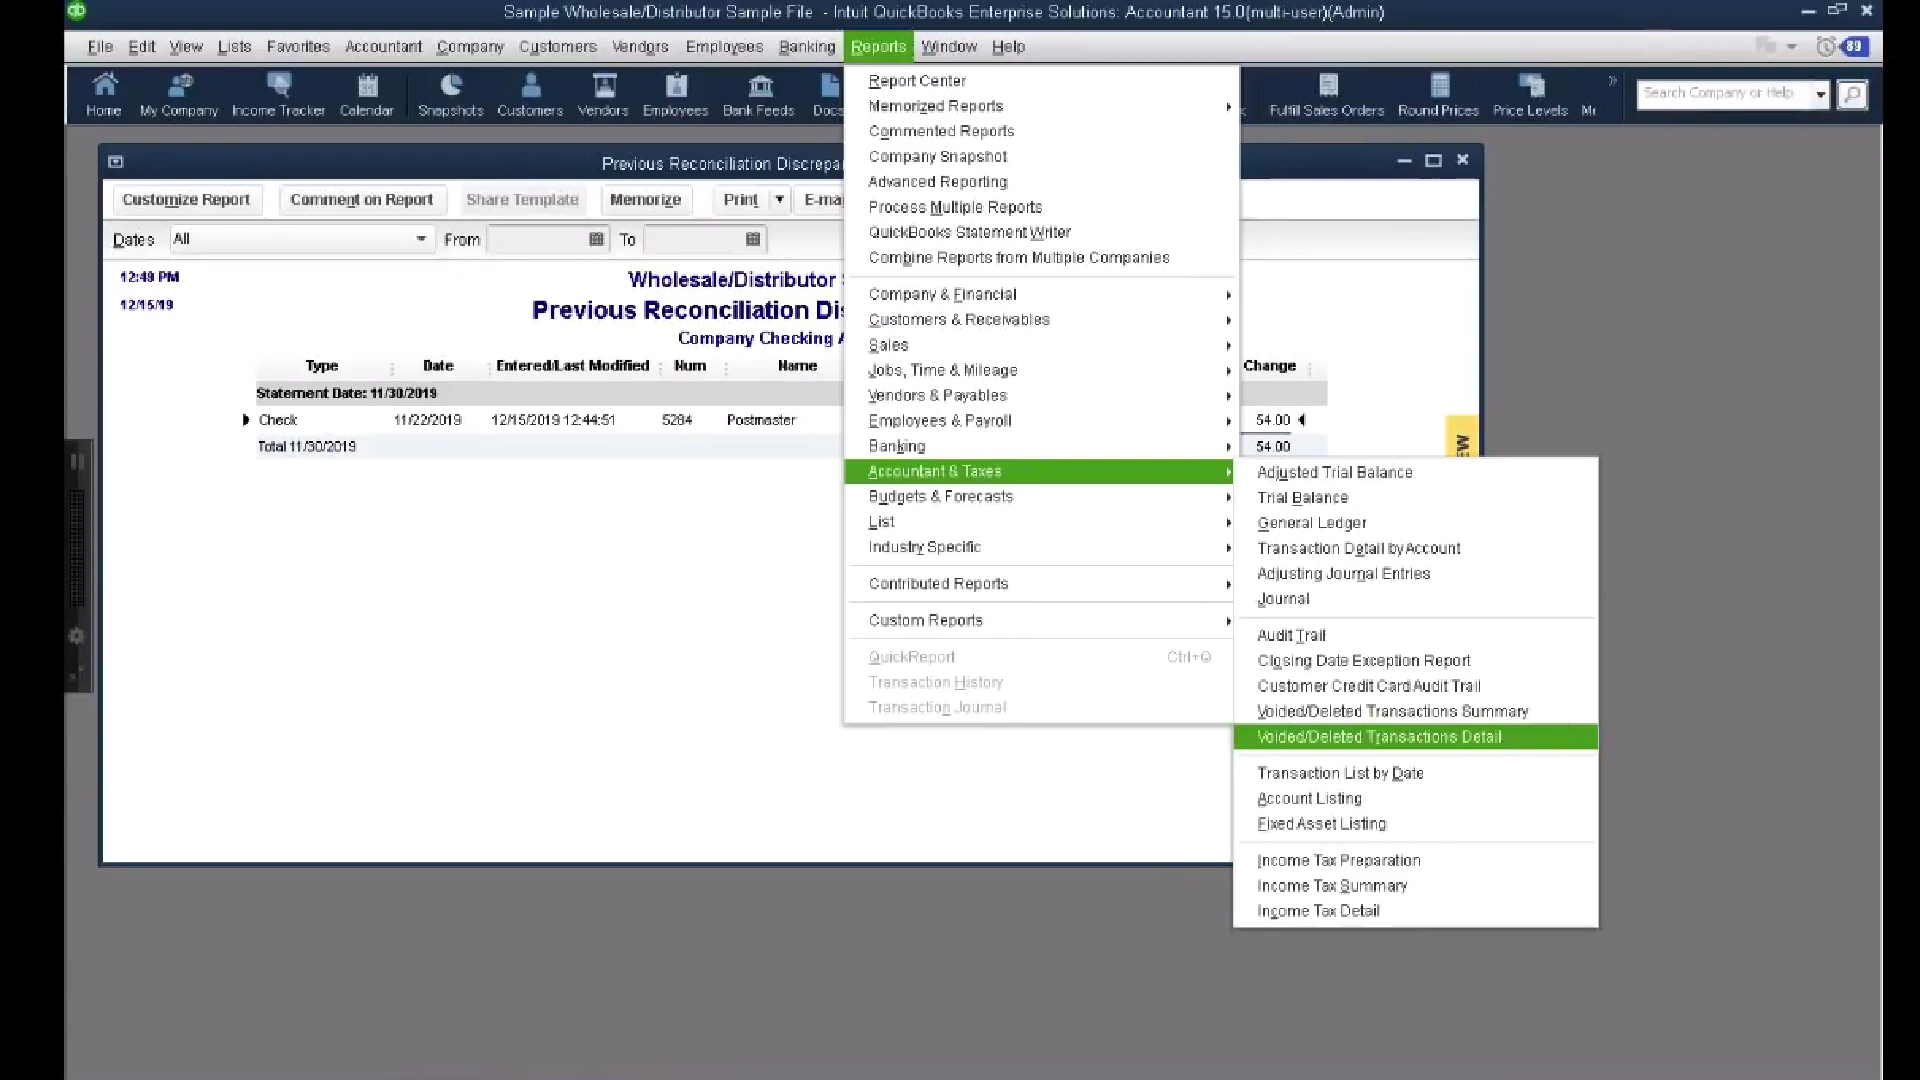 Sample Wholesale/Distributor Sample File - Intuit QuickBooks Enterprise Solutions: Accountant 15.0(multi-user)(Admin)
File Edit View Lists Favorites Accountant Company Customers Vendors Employees Banking Reports Window Help
89
Home My Company Income Tracker Calendar Snapshots Customers Vendors Employees Bank Feeds Docs Fulfill Sales Orders Round Prices Price Levels
Search Company or Help
Previous Reconciliation Discrepa
Customize Report Comment on Report Share Template Memorize Print E-mai
Dates All From To
12:49 PM
12/15/19
Wholesale/Distributor
Previous Reconciliation Di
Company Checking
Type Date Entered/Last Modified Num Name Change
Statement Date: 11/30/2019
Check 11/22/2019 12/15/2019 12:44:51 5284 Postmaster 54.00
Total 11/30/2019 54.00
Report Center
Memorized Reports
Commented Reports
Company Snapshot
Advanced Reporting
Process Multiple Reports
QuickBooks Statement Writer
Combine Reports from Multiple Companies
Company & Financial
Customers & Receivables
Sales
Jobs, Time & Mileage
Vendors & Payables
Employees & Payroll
Banking
Accountant & Taxes
Budgets & Forecasts
List
Industry Specific
Contributed Reports
Custom Reports
QuickReport Ctrl+Q
Transaction History
Transaction Journal
Adjusted Trial Balance
Trial Balance
General Ledger
Transaction Detail by Account
Adjusting Journal Entries
Journal
Audit Trail
Closing Date Exception Report
Customer Credit Card Audit Trail
Voided/Deleted Transactions Summary
Voided/Deleted Transactions Detail
Transaction List by Date
Account Listing
Fixed Asset Listing
Income Tax Preparation
Income Tax Summary
Income Tax Detail